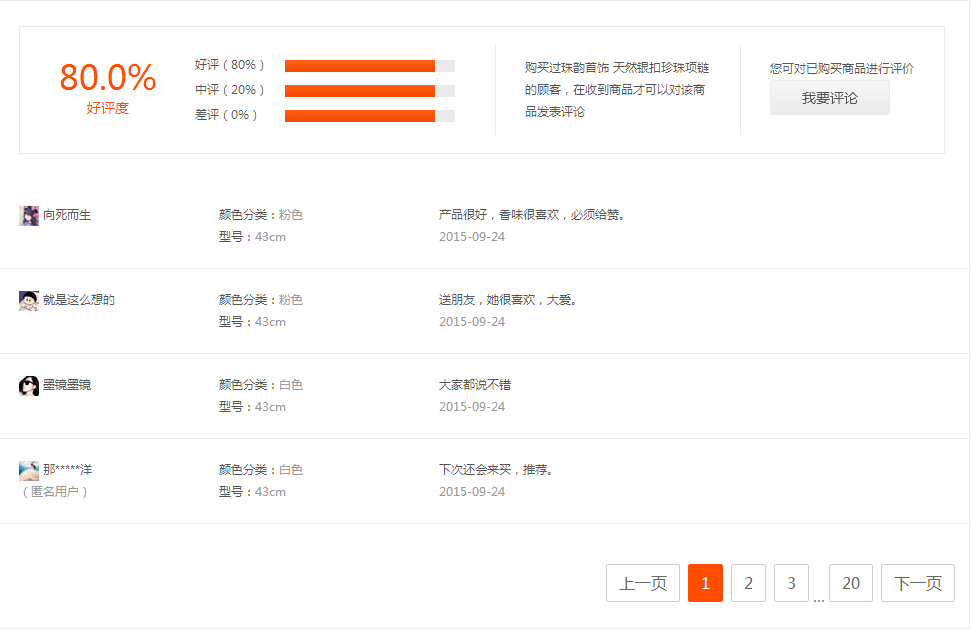 80.0%
好评度
好评（80%）
中评（20%）
差评（0%）
购买过珠韵首饰 天然银扣珍珠项链
的顾客，在收到商品才可以对该商
品发表评论
您可对已购买商品进行评价
我要评论
向死而生
颜色分类：粉色
型号：43cm
产品很好，香味很喜欢，必须给赞。
2015-09-24
就是这么想的
颜色分类：粉色
型号：43cm
送朋友，她很喜欢，大爱。
2015-09-24
墨镜墨镜
颜色分类：白色
型号：43cm
大家都说不错
2015-09-24
那*****洋
（匿名用户）
颜色分类：白色
型号：43cm
下次还会来买，推荐。
2015-09-24
上一页 1 2 3 ... 20 下一页